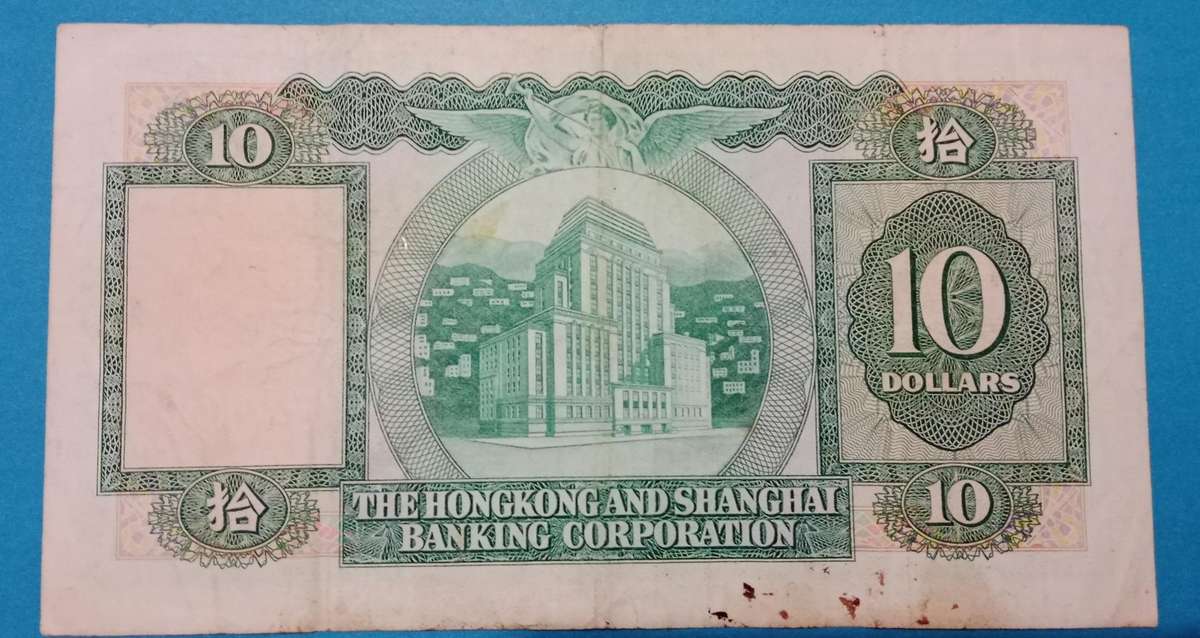 10
拾
10
DOLLARS
拾
10
THE HONGKONG AND SHANGHAI
BANKING CORPORATION